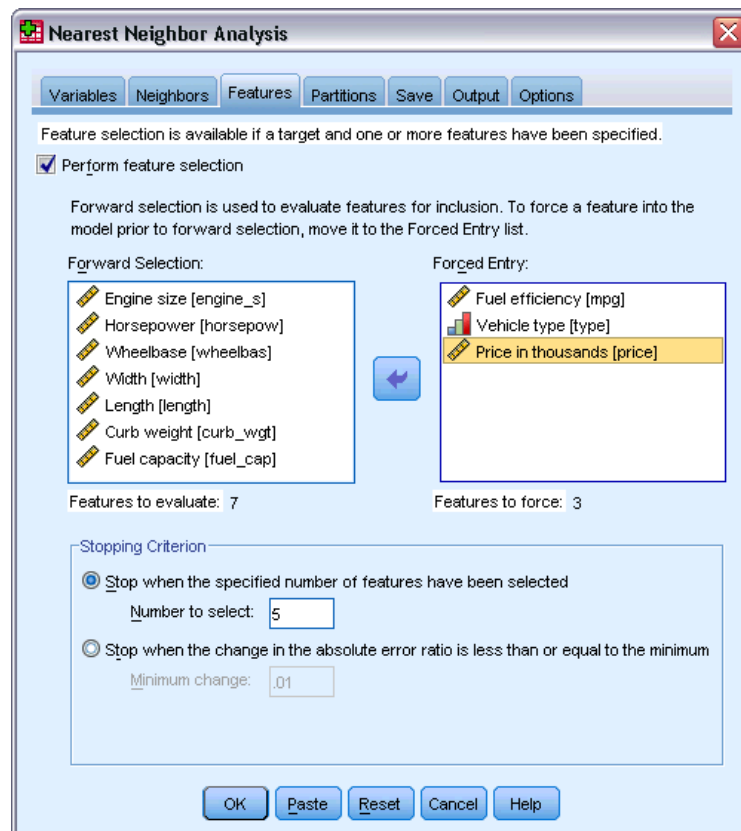 Nearest Neighbor Analysis
Variables Neighbors Features Partitions Save Output Options
Feature selection is available if a target and one or more features have been specified.
Perform feature selection
Forward selection is used to evaluate features for inclusion. To force a feature into the
model prior to forward selection, move it to the Forced Entry list.
Forward Selection:
Engine size [engine_s]
Horsepower [horsepow]
Wheelbase [wheelbas]
Width [width]
Length [length]
Curb weight [curb_wgt]
Fuel capacity [fuel_cap]
Features to evaluate: 7
Forced Entry:
Fuel efficiency [mpg]
Vehicle type [type]
Price in thousands [price]
Features to force: 3
Stopping Criterion
Stop when the specified number of features have been selected
Number to select: 5
Stop when the change in the absolute error ratio is less than or equal to the minimum
Minimum change: .01
OK Paste Reset Cancel Help